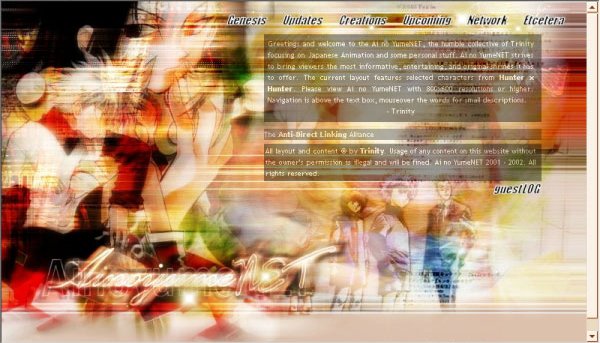 Genesis Updates Creations Upcoming Network Etcetera
Greetings and welcome to the Ai no YumeNET, the humble collective of Trinity
focusing on Japanese Animation and some personal stuff. Ai no YumeNET strives
to bring viewers the most informative, entertaining, and original shrines it has
to offer. The current layout features selected characters from Hunter x
Hunter. Please view Ai no YumeNET with 800x600 resolutions or higher.
Navigation is above the text box, mouseover the words for small descriptions.
- Trinity
The Anti-Direct Linking Alliance
All layout and content ® by Trinity. Usage of any content on this website without
the owner's permission is illegal and will be fined. Ai no YumeNET 2001 - 2002. All
rights reserved.
guestLOG
Ainoyume NET